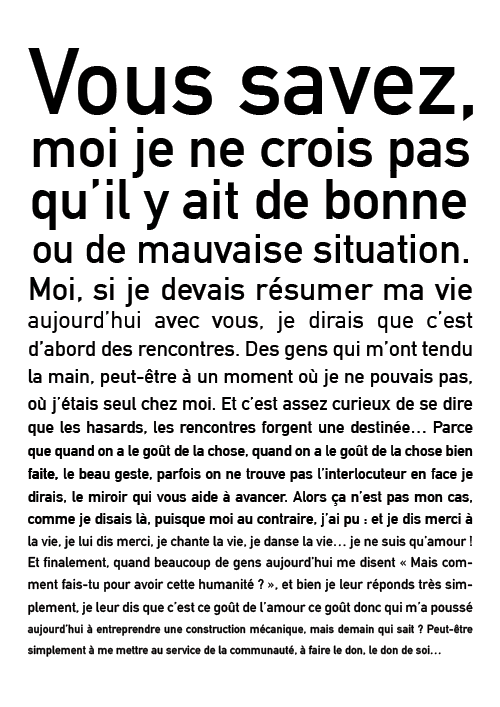 Vous savez,
moi je ne crois pas
qu'il y ait de bonne
ou de mauvaise situation.
Moi, si je devais résumer ma vie
aujourd'hui avec vous, je dirais que c'est
d'abord des rencontres. Des gens qui m'ont tendu
la main, peut-être à un moment où je ne pouvais pas,
où j'étais seul chez moi. Et c'est assez curieux de se dire
que les hasards, les rencontres forgent une destinée... Parce
que quand on a le goût de la chose, quand on a le goût de la chose bien
faite, le beau geste, parfois on ne trouve pas l'interlocuteur en face je
dirais, le miroir qui vous aide à avancer. Alors ça n'est pas mon cas,
comme je disais là, puisque moi au contraire, j'ai pu : et je dis merci à
la vie, je lui dis merci, je chante la vie, je danse la vie... je ne suis qu'amour !
Et finalement, quand beaucoup de gens aujourd'hui me disent « Mais com-
ment fais-tu pour avoir cette humanité ? », et bien je leur réponds très sim-
plement, je leur dis que c'est ce goût de l'amour ce goût donc qui m'a poussé
aujourd'hui à entreprendre une construction mécanique, mais demain qui sait ? Peut-être
simplement à me mettre au service de la communauté, à faire le don, le don de soi...